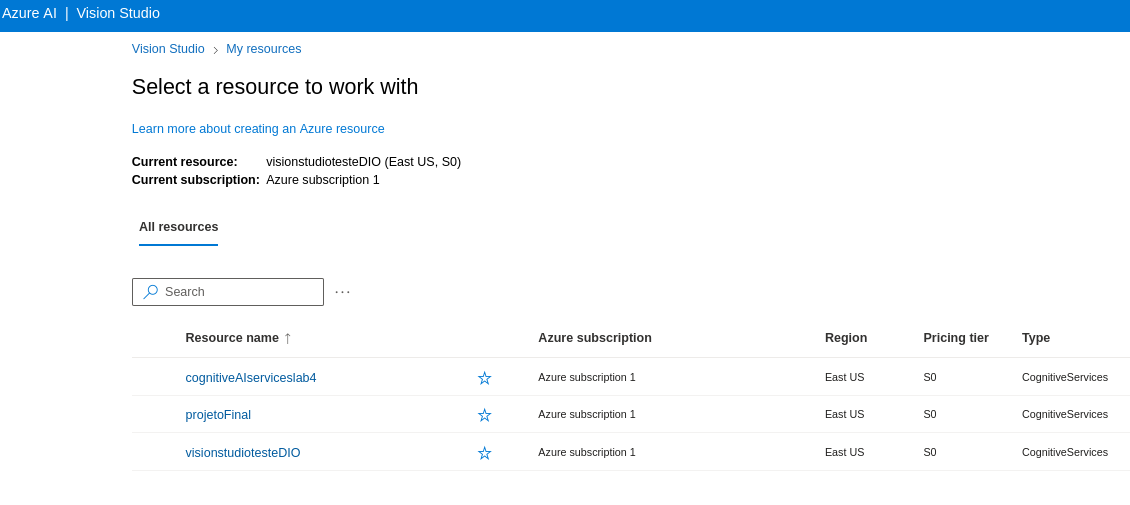 Azure AI | Vision Studio
Vision Studio > My resources
Select a resource to work with
Learn more about creating an Azure resource
Current resource: visionstudiotesteDIO (East US, S0)
Current subscription: Azure subscription 1
All resources
Search ...
Resource name ↑ Azure subscription Region Pricing tier Type
cognitiveAIserviceslab4 Azure subscription 1 East US S0 CognitiveServices
projetoFinal Azure subscription 1 East US S0 CognitiveServices
visionstudiotesteDIO Azure subscription 1 East US S0 CognitiveServices